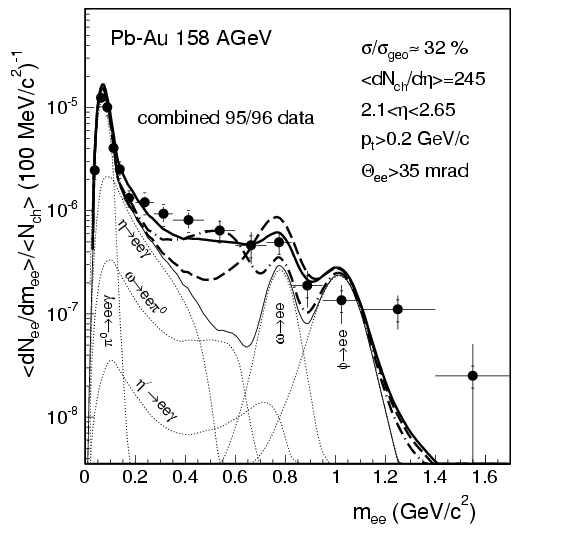 Pb-Au 158 AGeV
σ/σgeo≈ 32 %
<dNch/dη>=245
2.1<η<2.65
pt>0.2 GeV/c
Θee>35 mrad
combined 95/96 data
<dNee/dmee>/<Nch> (100 MeV/c²)⁻¹
10⁻⁵
10⁻⁶
10⁻⁷
10⁻⁸
η→eeγ
ω→eeπ⁰
π⁰→eeγ
η′→eeγ
ω→ee
ϕ→ee
0 0.2 0.4 0.6 0.8 1 1.2 1.4 1.6
mee (GeV/c²)